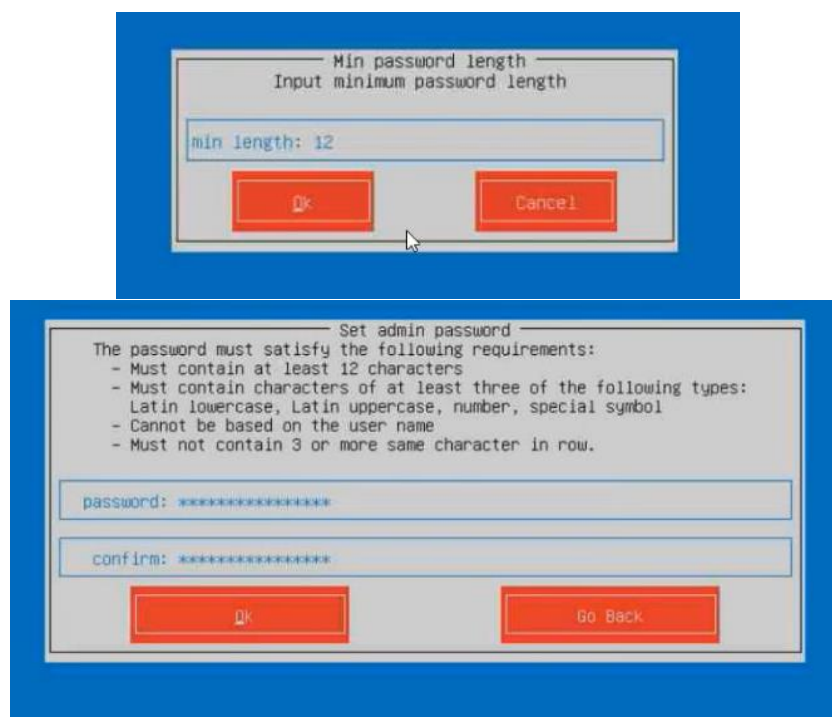 Min password length
Input minimum password length
min length: 12
Ok
Cancel
Set admin password
The password must satisfy the following requirements:
- Must contain at least 12 characters
- Must contain characters of at least three of the following types:
Latin lowercase, Latin uppercase, number, special symbol
- Cannot be based on the user name
- Must not contain 3 or more same character in row.
password: ****************
confirm: ****************
Ok
Go Back